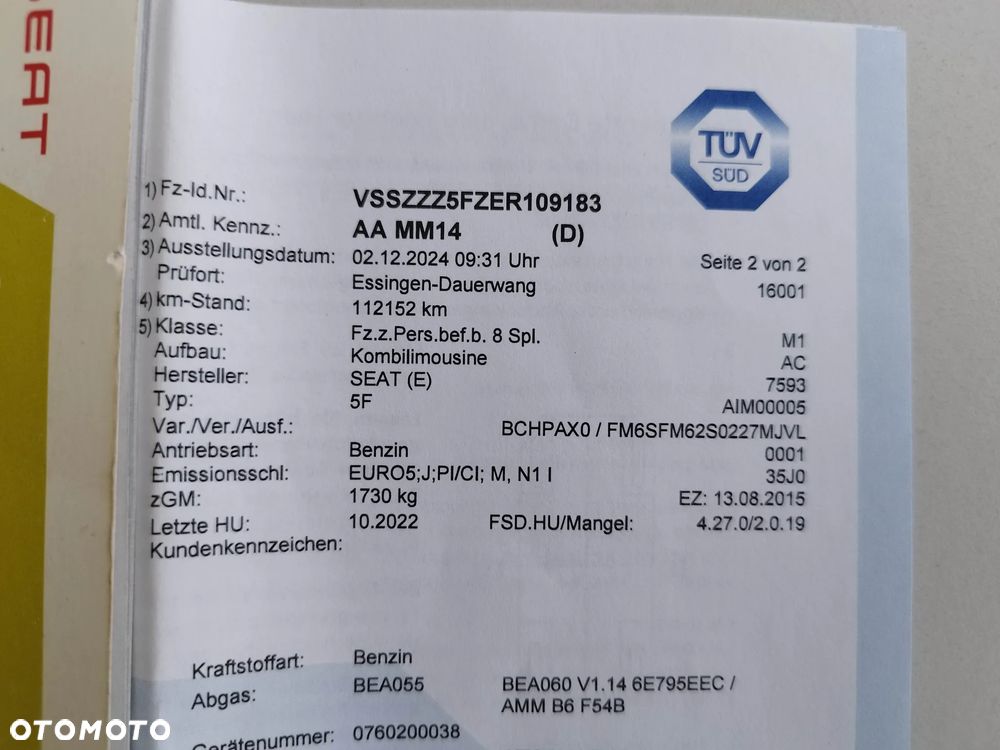 SEAT
TÜV
SÜD
1) Fz-Id.Nr.: VSSZZZ5FZER109183
2) Amtl. Kennz.: AA MM14 (D)
3) Ausstellungsdatum: 02.12.2024 09:31 Uhr Seite 2 von 2
Prüfort: Essingen-Dauerwang 16001
4) km-Stand: 112152 km
5) Klasse: Fz.z.Pers.bef.b. 8 Spl. M1
Aufbau: Kombilimousine AC
Hersteller: SEAT (E) 7593
Typ: 5F AIM00005
Var./Ver./Ausf.: BCHPAX0 / FM6SFM62S0227MJVL
Antriebsart: Benzin 0001
Emissionsschl: EURO5;J;PI/CI; M, N1 I 35J0
zGM: 1730 kg EZ: 13.08.2015
Letzte HU: 10.2022 FSD.HU/Mangel: 4.27.0/2.0.19
Kundenkennzeichen:
Kraftstoffart: Benzin
Abgas: BEA055 BEA060 V1.14 6E795EEC /
AMM B6 F54B
Gerätenummer: 0760200038
OTOMOTO